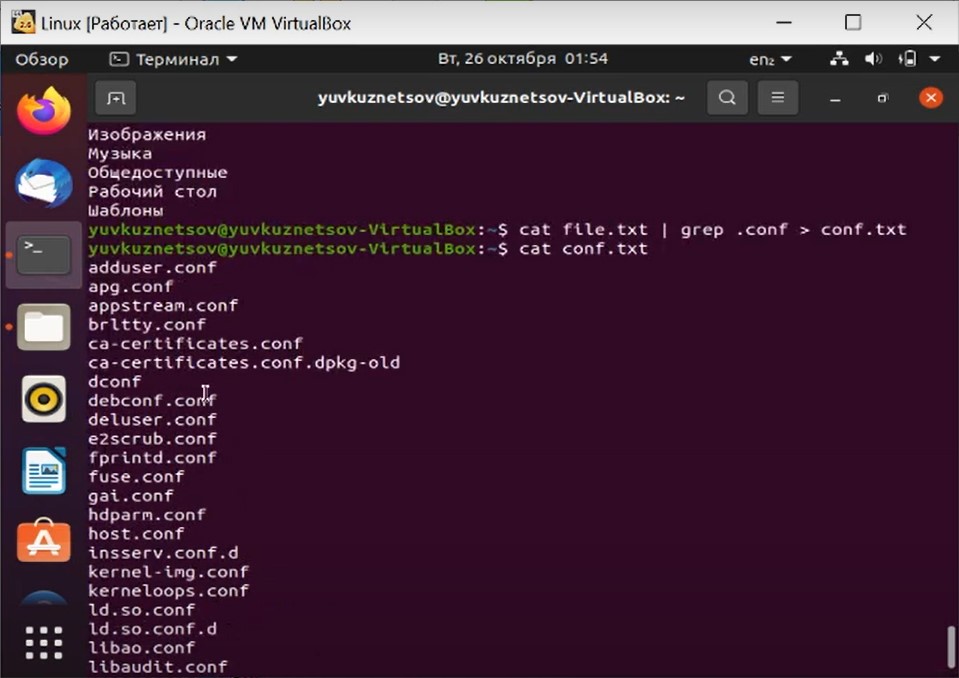 Linux [Работает] - Oracle VM VirtualBox
Обзор Терминал Вт, 26 октября 01:54 en₂
yuvkuznetsov@yuvkuznetsov-VirtualBox: ~
Изображения
Музыка
Общедоступные
Рабочий стол
Шаблоны
yuvkuznetsov@yuvkuznetsov-VirtualBox:~$ cat file.txt | grep .conf > conf.txt
yuvkuznetsov@yuvkuznetsov-VirtualBox:~$ cat conf.txt
adduser.conf
apg.conf
appstream.conf
brltty.conf
ca-certificates.conf
ca-certificates.conf.dpkg-old
dconf
debconf.conf
deluser.conf
e2scrub.conf
fprintd.conf
fuse.conf
gai.conf
hdparm.conf
host.conf
insserv.conf.d
kernel-img.conf
kerneloops.conf
ld.so.conf
ld.so.conf.d
libao.conf
libaudit.conf